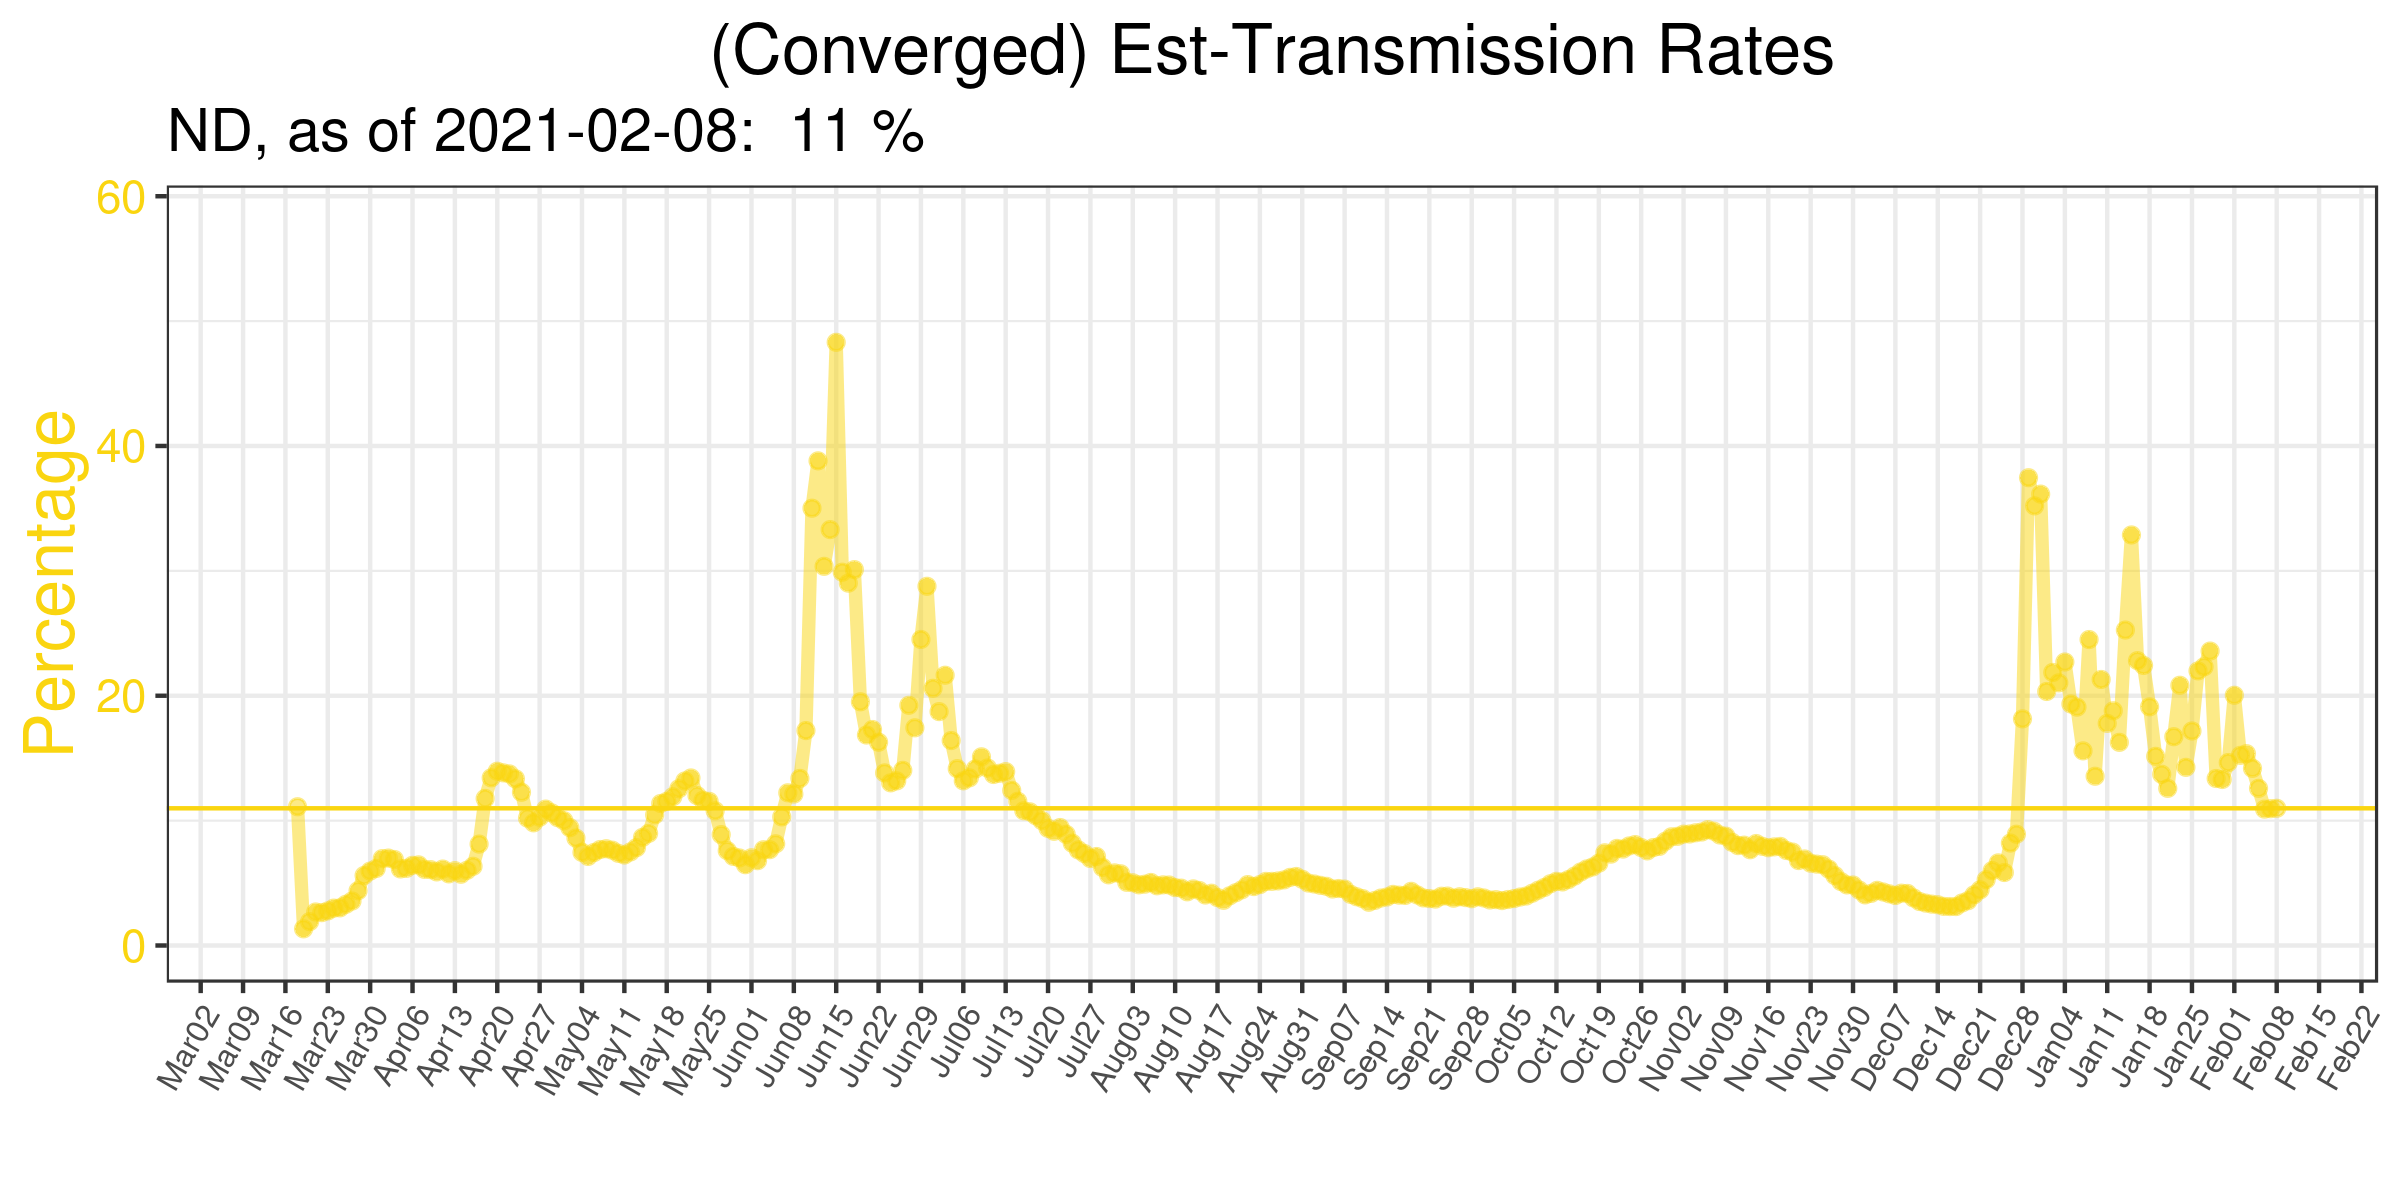 (Converged) Est-Transmission Rates
ND, as of 2021-02-08:  11 %
Percentage
60
40
20
0
Mar02
Mar09
Mar16
Mar23
Mar30
Apr06
Apr13
Apr20
Apr27
May04
May11
May18
May25
Jun01
Jun08
Jun15
Jun22
Jun29
Jul06
Jul13
Jul20
Jul27
Aug03
Aug10
Aug17
Aug24
Aug31
Sep07
Sep14
Sep21
Sep28
Oct05
Oct12
Oct19
Oct26
Nov02
Nov09
Nov16
Nov23
Nov30
Dec07
Dec14
Dec21
Dec28
Jan04
Jan11
Jan18
Jan25
Feb01
Feb08
Feb15
Feb22